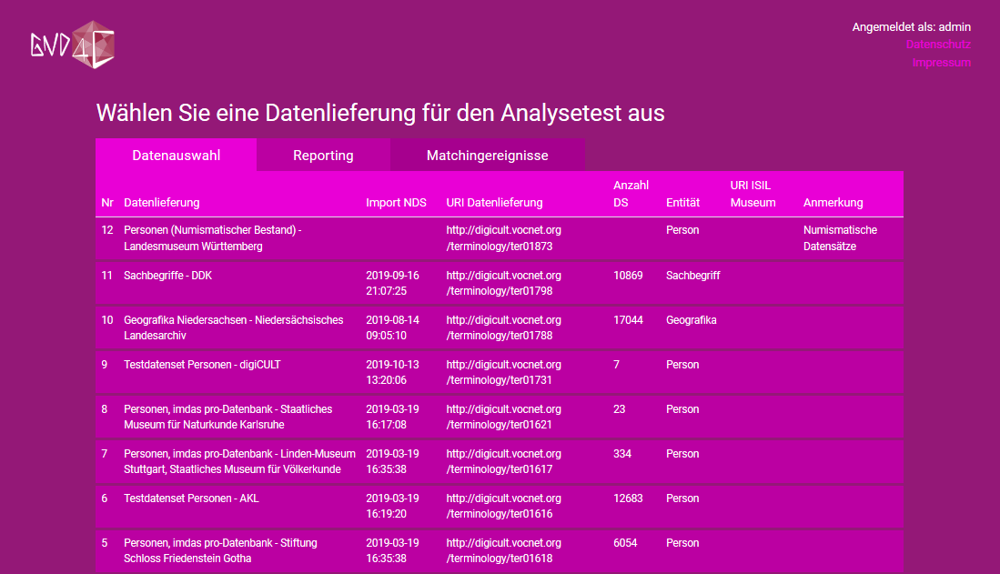 GND4C
Angemeldet als: admin
Datenschutz
Impressum
Wählen Sie eine Datenlieferung für den Analysetest aus
Datenauswahl Reporting Matchingereignisse
Anzahl URI ISIL
Nr Datenlieferung Import NDS URI Datenlieferung DS Entität Museum Anmerkung
12 Personen (Numismatischer Bestand) - http://digicult.vocnet.org Person Numismatische
Landesmuseum Württemberg /terminology/ter01873 Datensätze
11 Sachbegriffe - DDK 2019-09-16 http://digicult.vocnet.org 10869 Sachbegriff
21:07:25 /terminology/ter01798
10 Geografika Niedersachsen - Niedersächsisches 2019-08-14 http://digicult.vocnet.org 17044 Geografika
Landesarchiv 09:05:10 /terminology/ter01788
9 Testdatenset Personen - digiCULT 2019-10-13 http://digicult.vocnet.org 7 Person
13:20:06 /terminology/ter01731
8 Personen, imdas pro-Datenbank - Staatliches 2019-03-19 http://digicult.vocnet.org 23 Person
Museum für Naturkunde Karlsruhe 16:17:08 /terminology/ter01621
7 Personen, imdas pro-Datenbank - Linden-Museum 2019-03-19 http://digicult.vocnet.org 334 Person
Stuttgart, Staatliches Museum für Völkerkunde 16:35:38 /terminology/ter01617
6 Testdatenset Personen - AKL 2019-03-19 http://digicult.vocnet.org 12683 Person
16:19:20 /terminology/ter01616
5 Personen, imdas pro-Datenbank - Stiftung 2019-03-19 http://digicult.vocnet.org 6054 Person
Schloss Friedenstein Gotha 16:35:38 /terminology/ter01618